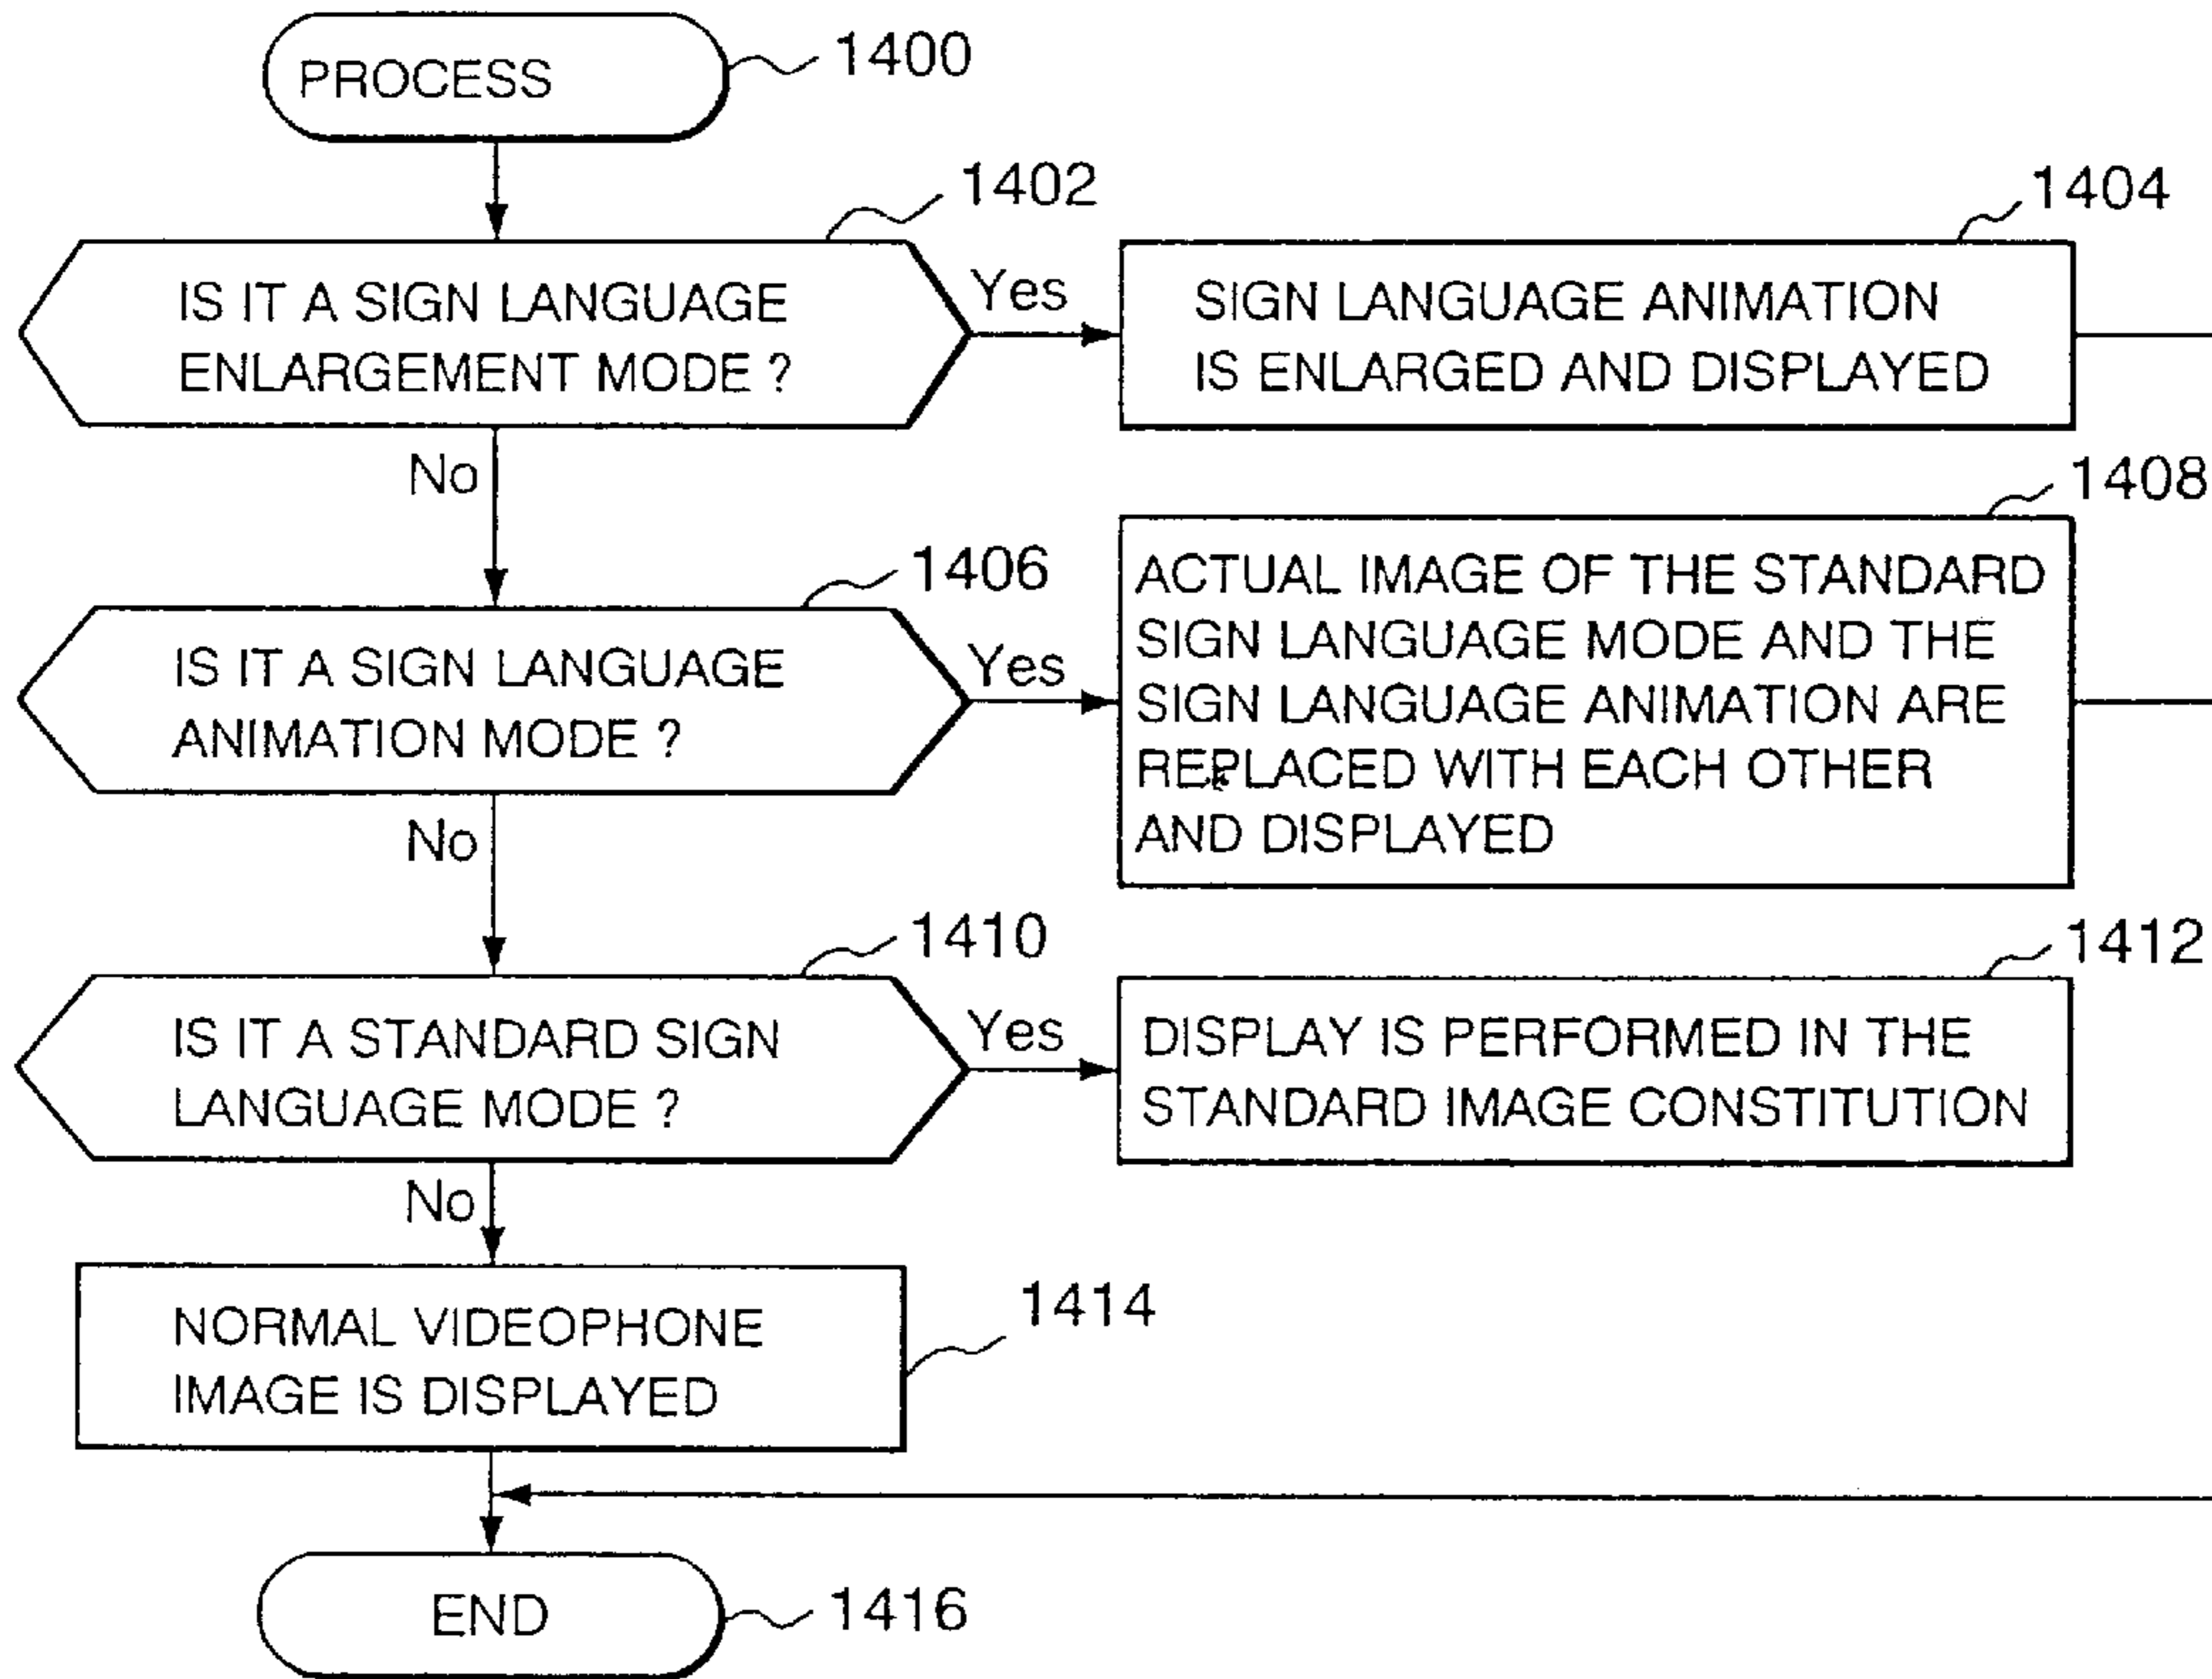 PROCESS
1400
1402
IS IT A SIGN LANGUAGE
ENLARGEMENT MODE ?
Yes
1404
SIGN LANGUAGE ANIMATION
IS ENLARGED AND DISPLAYED
No
1406
IS IT A SIGN LANGUAGE
ANIMATION MODE ?
Yes
1408
ACTUAL IMAGE OF THE STANDARD
SIGN LANGUAGE MODE AND THE
SIGN LANGUAGE ANIMATION ARE
REPLACED WITH EACH OTHER
AND DISPLAYED
No
1410
IS IT A STANDARD SIGN
LANGUAGE MODE ?
Yes
1412
DISPLAY IS PERFORMED IN THE
STANDARD IMAGE CONSTITUTION
No
NORMAL VIDEOPHONE
IMAGE IS DISPLAYED
1414
END
1416